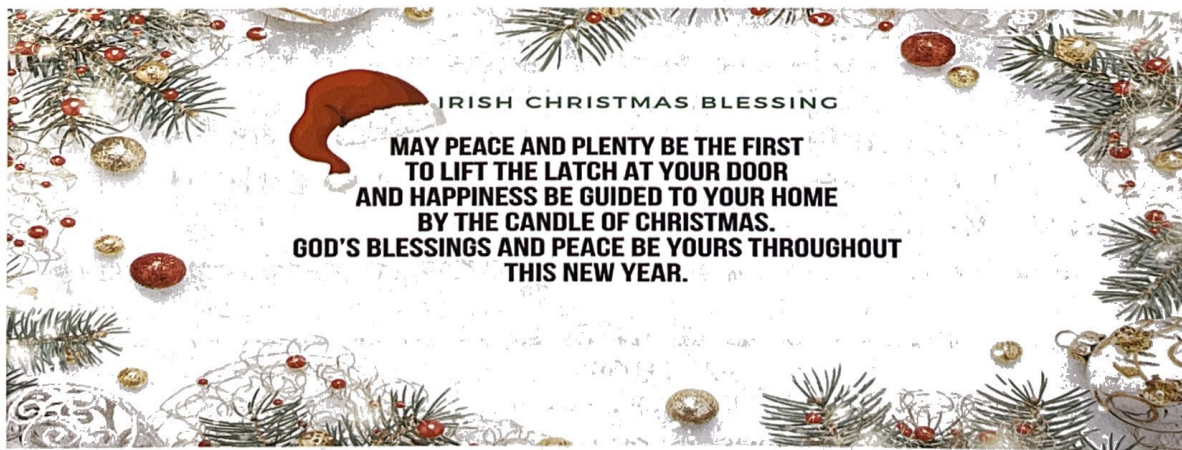 IRISH CHRISTMAS BLESSING
MAY PEACE AND PLENTY BE THE FIRST
TO LIFT THE LATCH AT YOUR DOOR
AND HAPPINESS BE GUIDED TO YOUR HOME
BY THE CANDLE OF CHRISTMAS.
GOD'S BLESSINGS AND PEACE BE YOURS THROUGHOUT
THIS NEW YEAR.